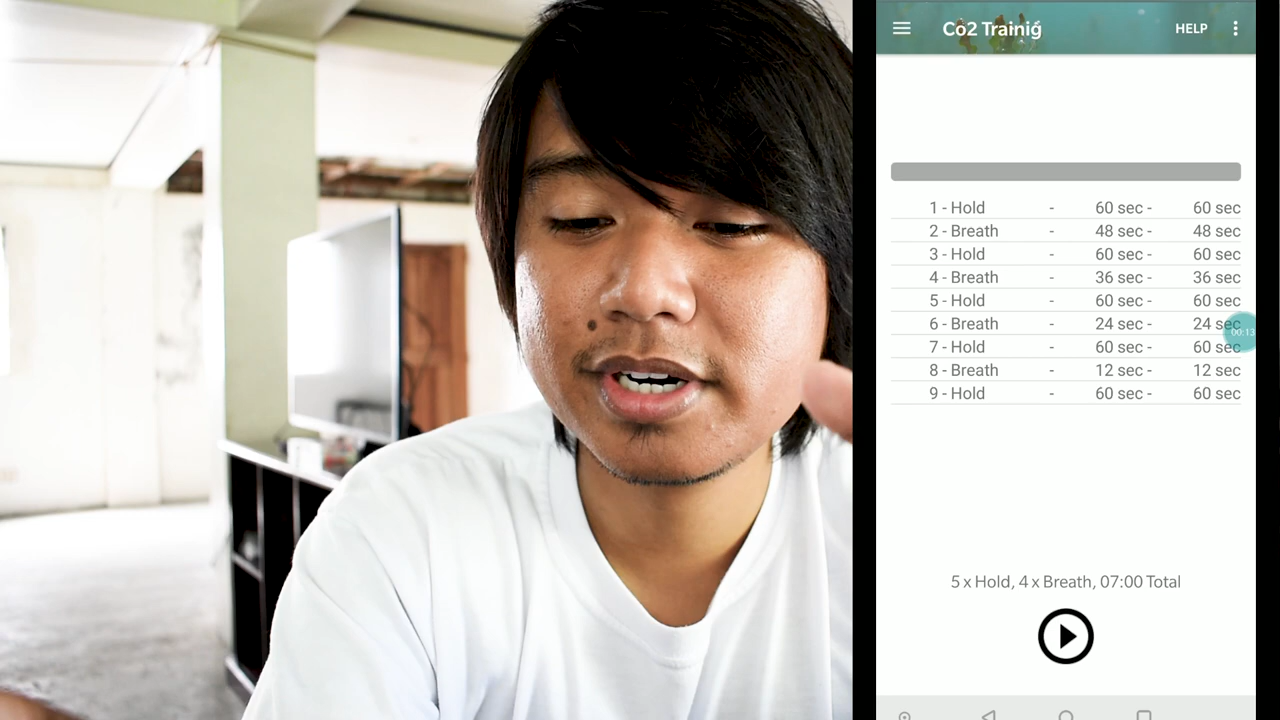 Co2 Trainig HELP
1 - Hold - 60 sec - 60 sec
2 - Breath - 48 sec - 48 sec
3 - Hold - 60 sec - 60 sec
4 - Breath - 36 sec - 36 sec
5 - Hold - 60 sec - 60 sec
6 - Breath - 24 sec - 24 sec
00:13
7 - Hold - 60 sec - 60 sec
8 - Breath - 12 sec - 12 sec
9 - Hold - 60 sec - 60 sec
5 x Hold, 4 x Breath, 07:00 Total